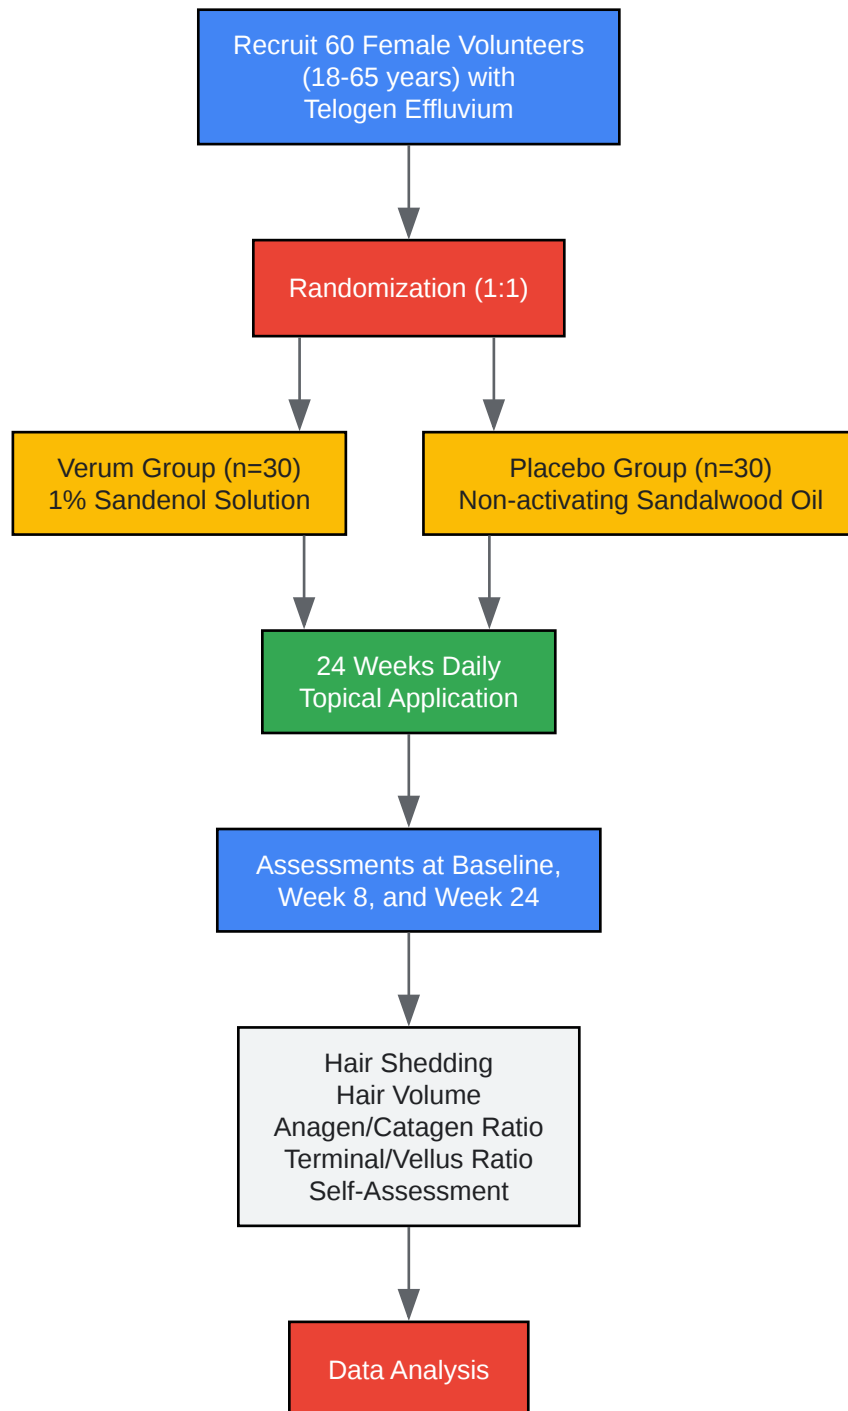 Recruit 60 Female Volunteers
(18-65 years) with
Telogen Effluvium
Randomization (1:1)
Verum Group (n=30)
1% Sandenol Solution
Placebo Group (n=30)
Non-activating Sandalwood Oil
24 Weeks Daily
Topical Application
Assessments at Baseline,
Week 8, and Week 24
Hair Shedding
Hair Volume
Anagen/Catagen Ratio
Terminal/Vellus Ratio
Self-Assessment
Data Analysis